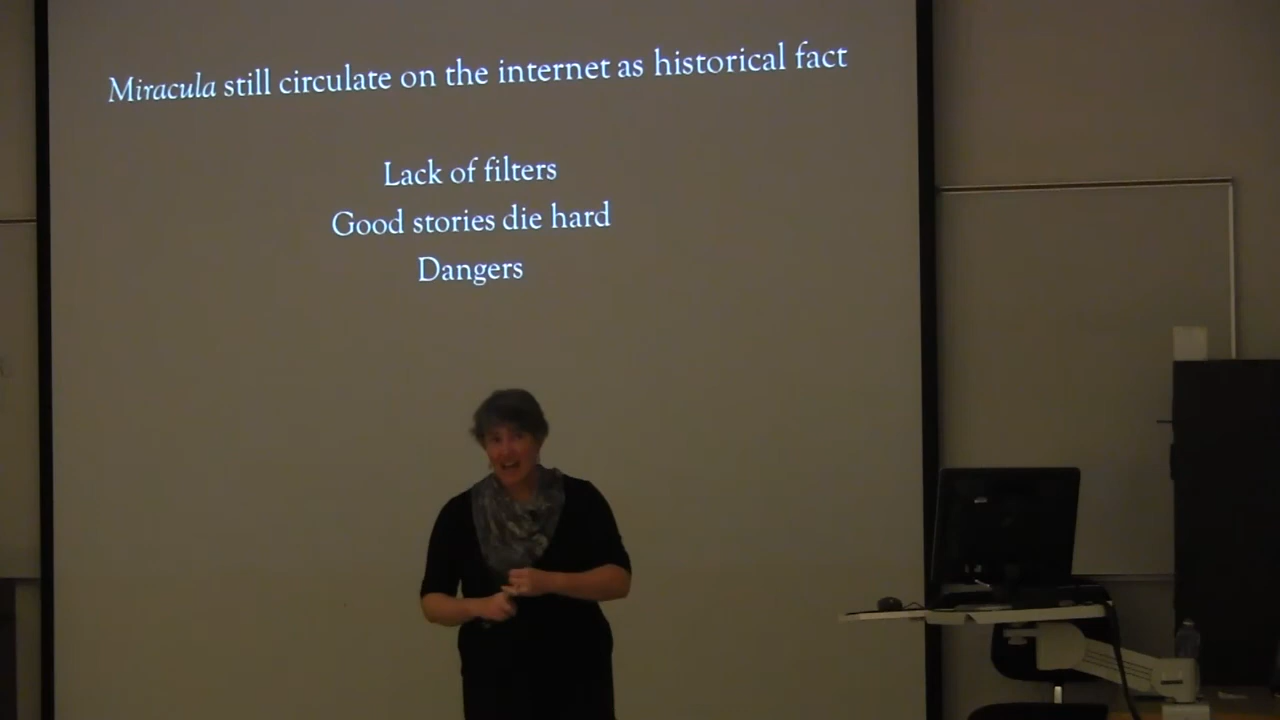 Miracula still circulate on the internet as historical fact
Lack of filters
Good stories die hard
Dangers